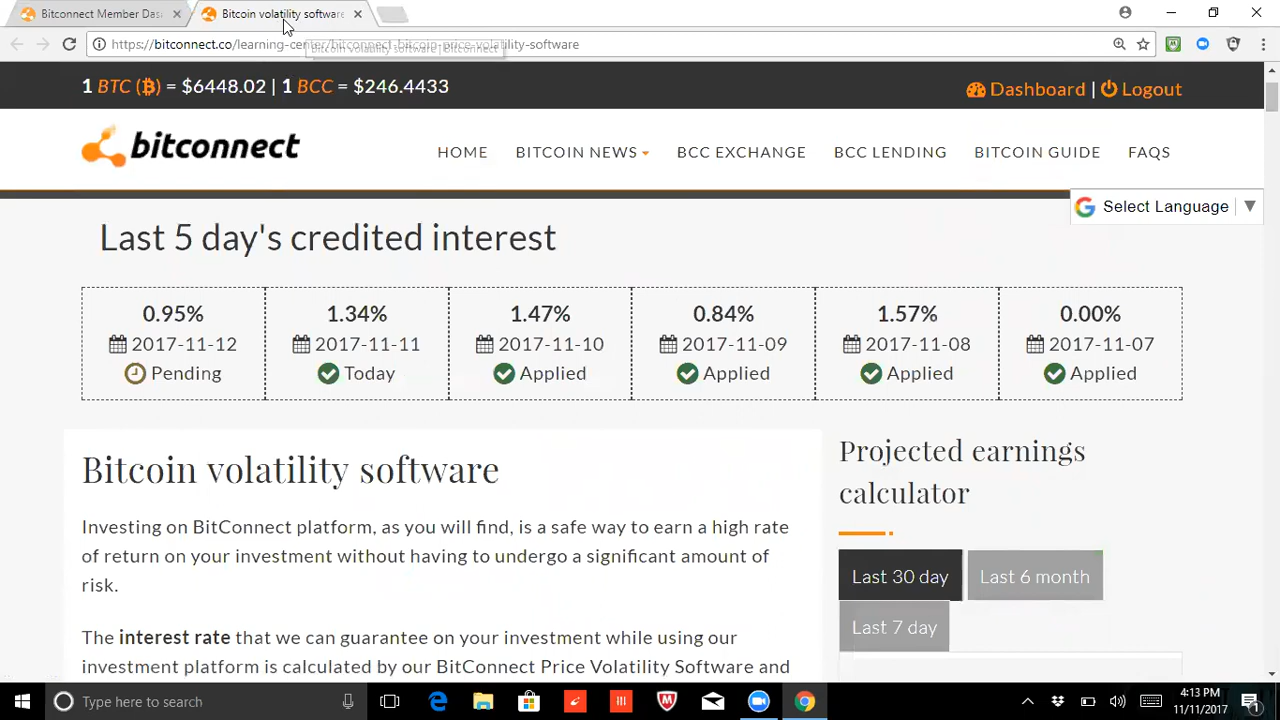 Bitconnect Member Das
Bitcoin volatility software
https://bitconnect.co/learning-center/bitconnect-bitcoin-price-volatility-software
Bitcoin volatility software | Bitconnect
1 BTC (₿) = $6448.02 | 1 BCC = $246.4433
Dashboard | Logout
bitconnect
HOME BITCOIN NEWS BCC EXCHANGE BCC LENDING BITCOIN GUIDE FAQS
G Select Language ▼
Last 5 day's credited interest
0.95% 1.34% 1.47% 0.84% 1.57% 0.00%
2017-11-12 2017-11-11 2017-11-10 2017-11-09 2017-11-08 2017-11-07
Pending Today Applied Applied Applied Applied
Bitcoin volatility software
Investing on BitConnect platform, as you will find, is a safe way to earn a high rate
of return on your investment without having to undergo a significant amount of
risk.
The interest rate that we can guarantee on your investment while using our
investment platform is calculated by our BitConnect Price Volatility Software and
Projected earnings
calculator
Last 30 day Last 6 month
Last 7 day
Type here to search
4:13 PM
11/11/2017